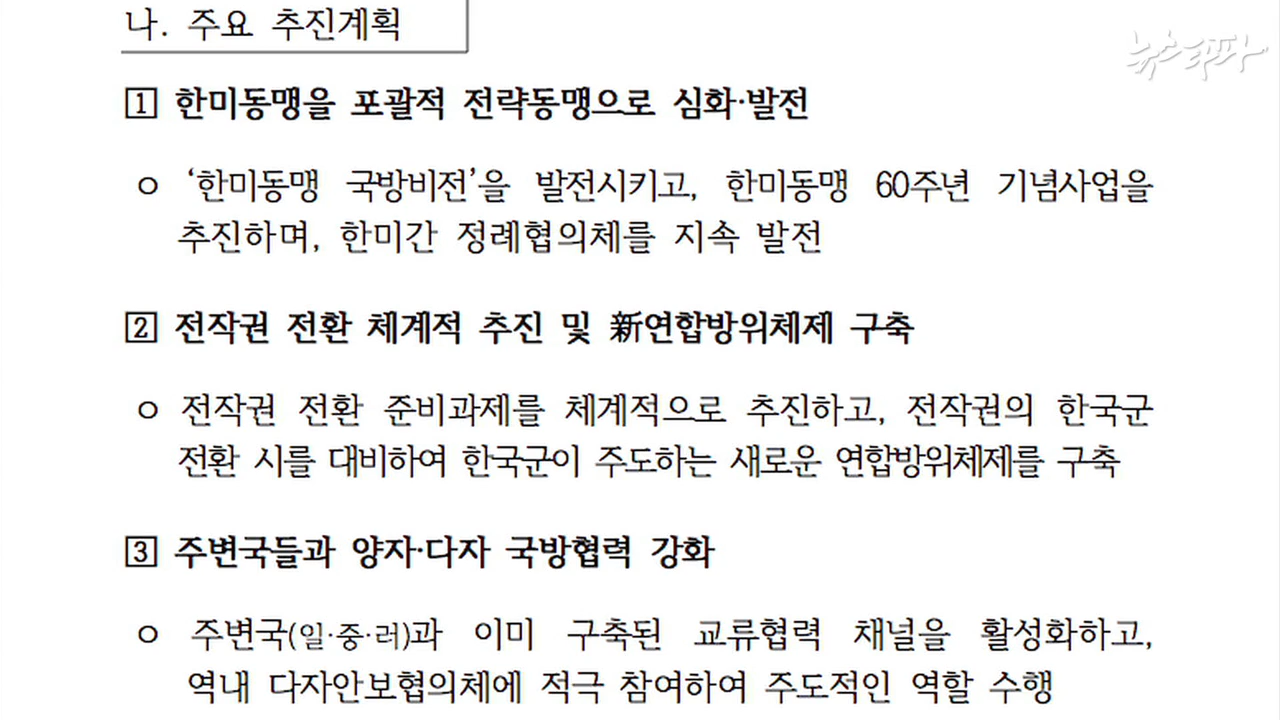 나. 주요 추진계획
뉴스타파
1 한미동맹을 포괄적 전략동맹으로 심화·발전
ㅇ '한미동맹 국방비전'을 발전시키고, 한미동맹 60주년 기념사업을
추진하며, 한미간 정례협의체를 지속 발전
2 전작권 전환 체계적 추진 및 新연합방위체제 구축
ㅇ 전작권 전환 준비과제를 체계적으로 추진하고, 전작권의 한국군
전환 시를 대비하여 한국군이 주도하는 새로운 연합방위체제를 구축
3 주변국들과 양자·다자 국방협력 강화
ㅇ 주변국(일·중·러)과 이미 구축된 교류협력 채널을 활성화하고,
역내 다자안보협의체에 적극 참여하여 주도적인 역할 수행